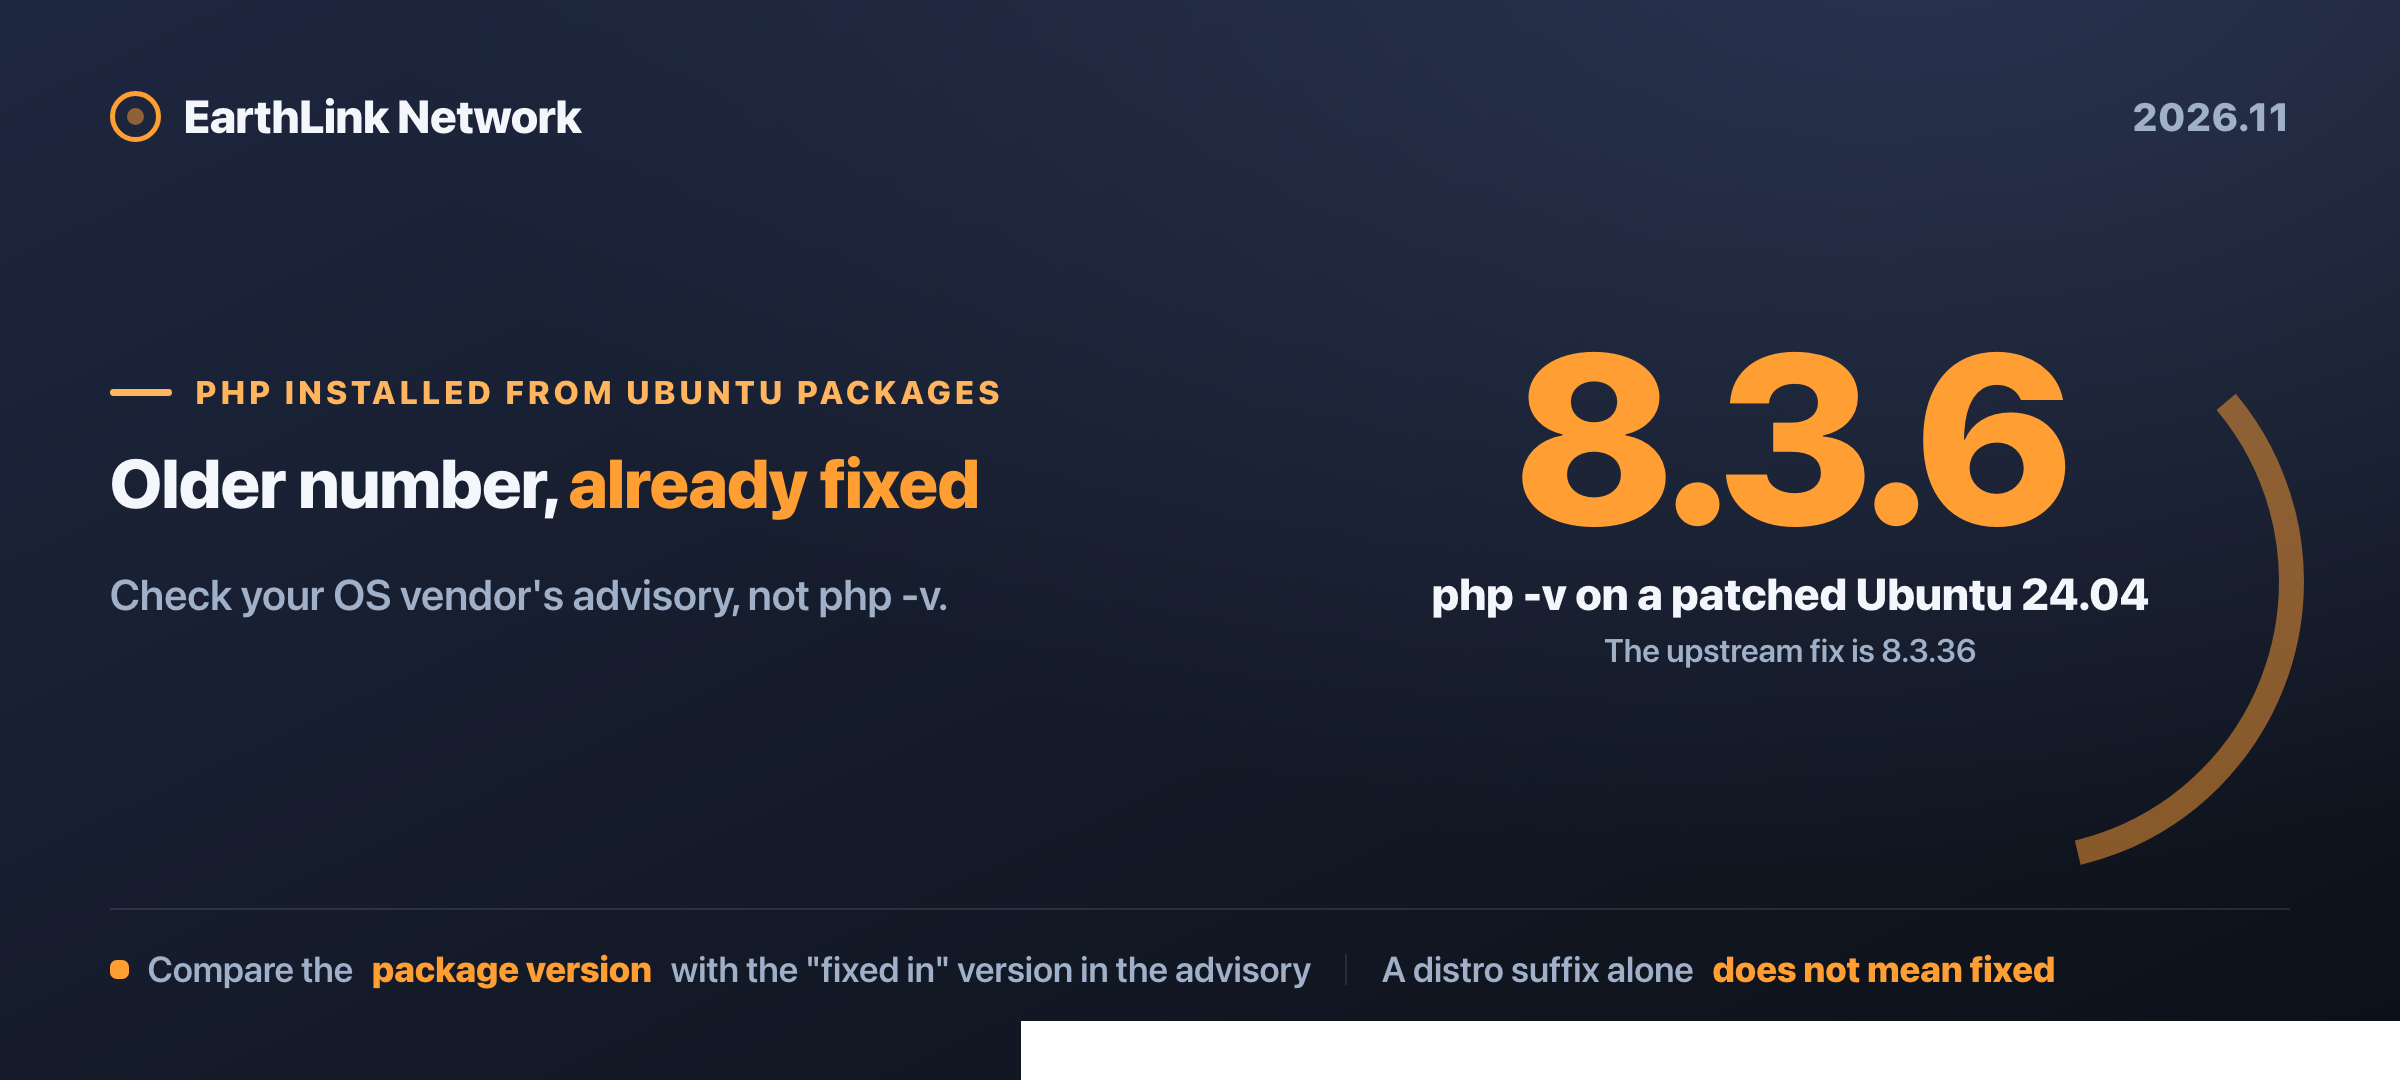 EarthLink Network
2026.11
PHP INSTALLED FROM UBUNTU PACKAGES
Older number, already fixed
Check your OS vendor's advisory, not php -v.
8.3.6
php -v on a patched Ubuntu 24.04
The upstream fix is 8.3.36
Compare the package version with the "fixed in" version in the advisory
A distro suffix alone does not mean fixed